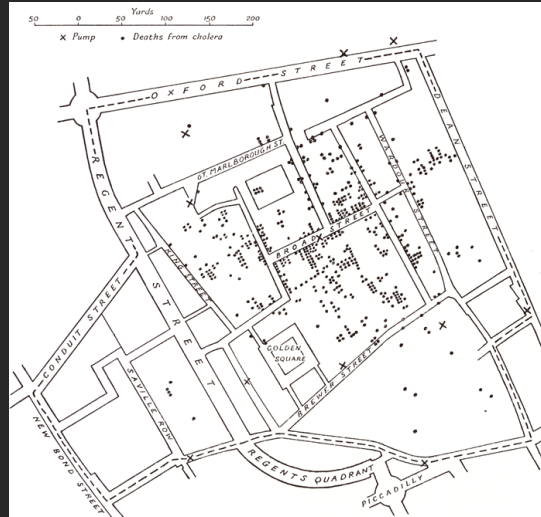 Yards
50 0 50 100 150 200
× Pump • Deaths from cholera
OXFORD STREET
DEAN STREET
REGENT STREET
GT. MARLBOROUGH ST.
WARDOUR STREET
BROAD STREET
KING STREET
CONDUIT STREET
GOLDEN
SQUARE
SAVILLE ROW
BREWER STREET
NEW BOND STREET
REGENTS QUADRANT
PICCADILLY